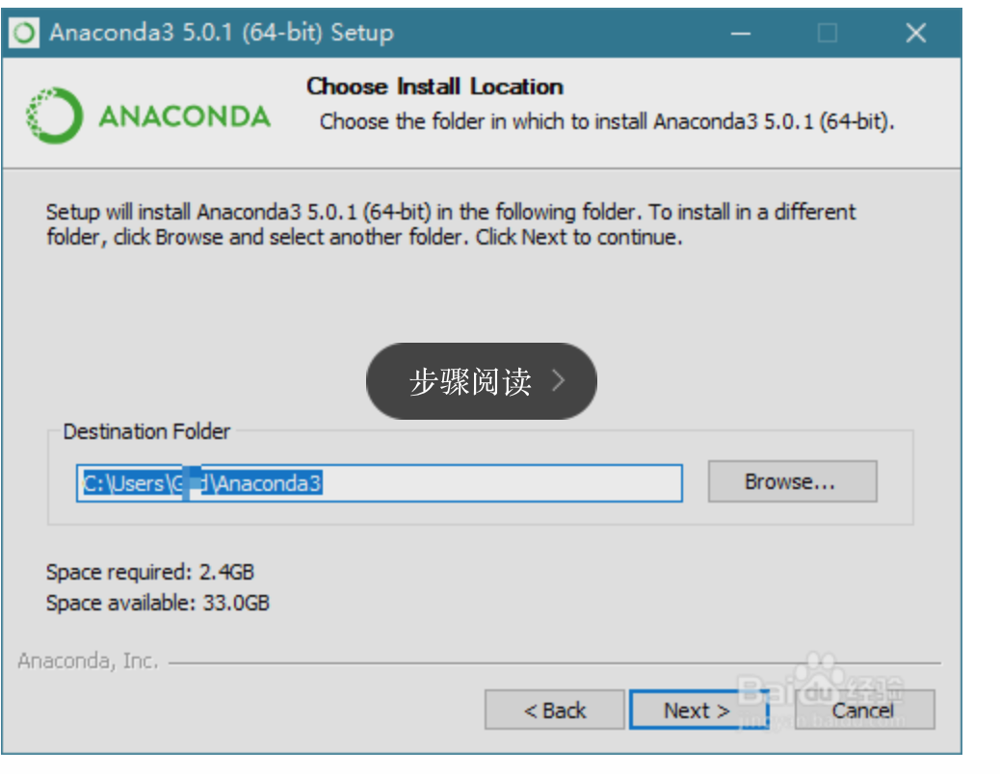 Anaconda3 5.0.1 (64-bit) Setup
ANACONDA
Choose Install Location
Choose the folder in which to install Anaconda3 5.0.1 (64-bit).
Setup will install Anaconda3 5.0.1 (64-bit) in the following folder. To install in a different
folder, click Browse and select another folder. Click Next to continue.
步骤阅读
Destination Folder
C:\Users\G d\Anaconda3
Browse...
Space required: 2.4GB
Space available: 33.0GB
Anaconda, Inc.
Baidu 经验
< Back
Next >
Cancel
jingyan.baidu.com